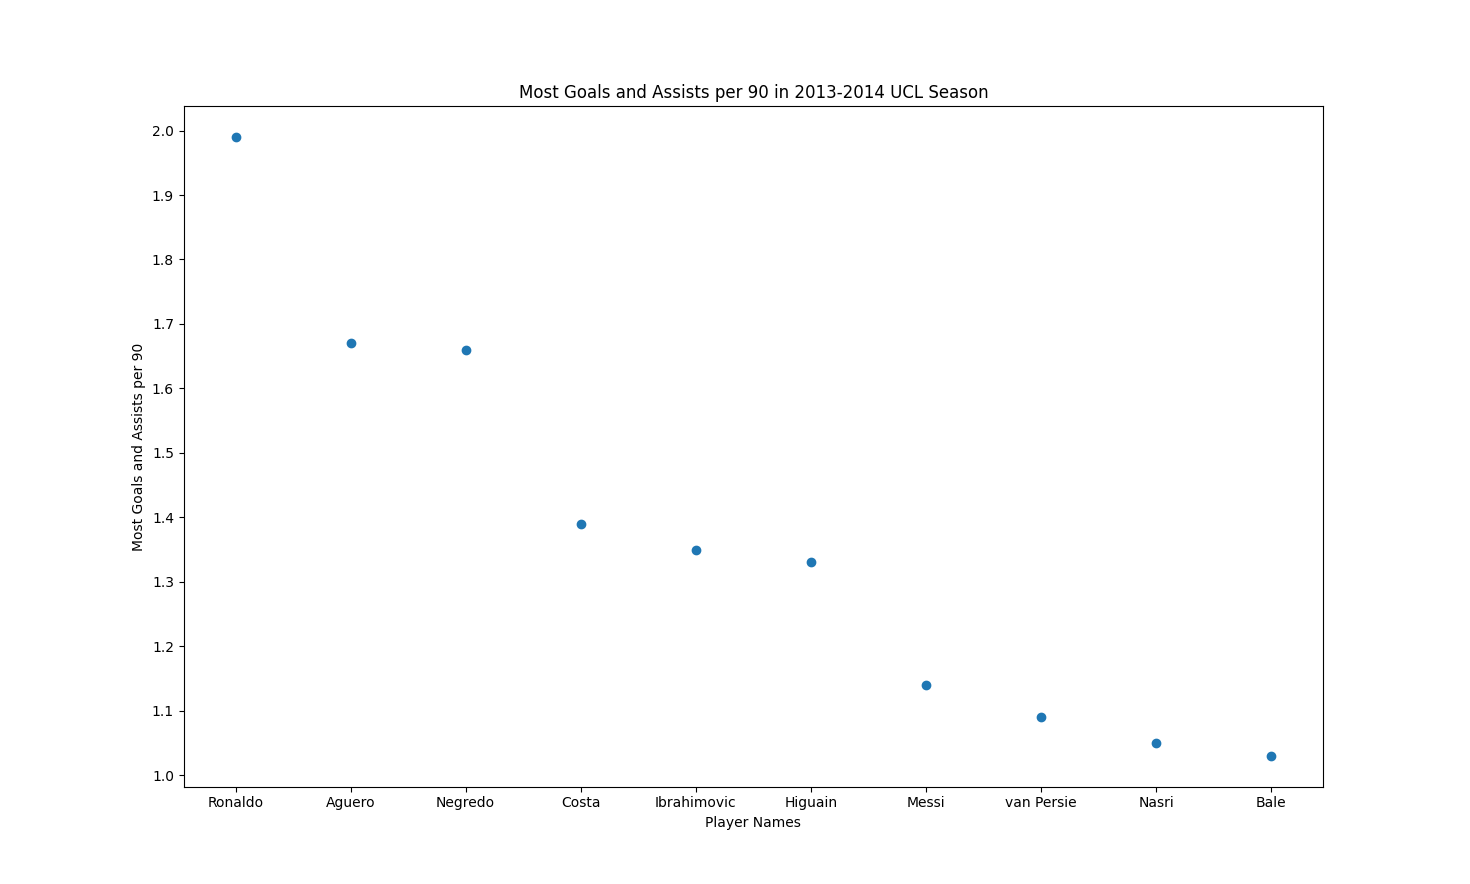 Most Goals and Assists per 90 in 2013-2014 UCL Season
Most Goals and Assists per 90
2.0
1.9
1.8
1.7
1.6
1.5
1.4
1.3
1.2
1.1
1.0
Ronaldo Aguero Negredo Costa Ibrahimovic Higuain Messi van Persie Nasri Bale
Player Names